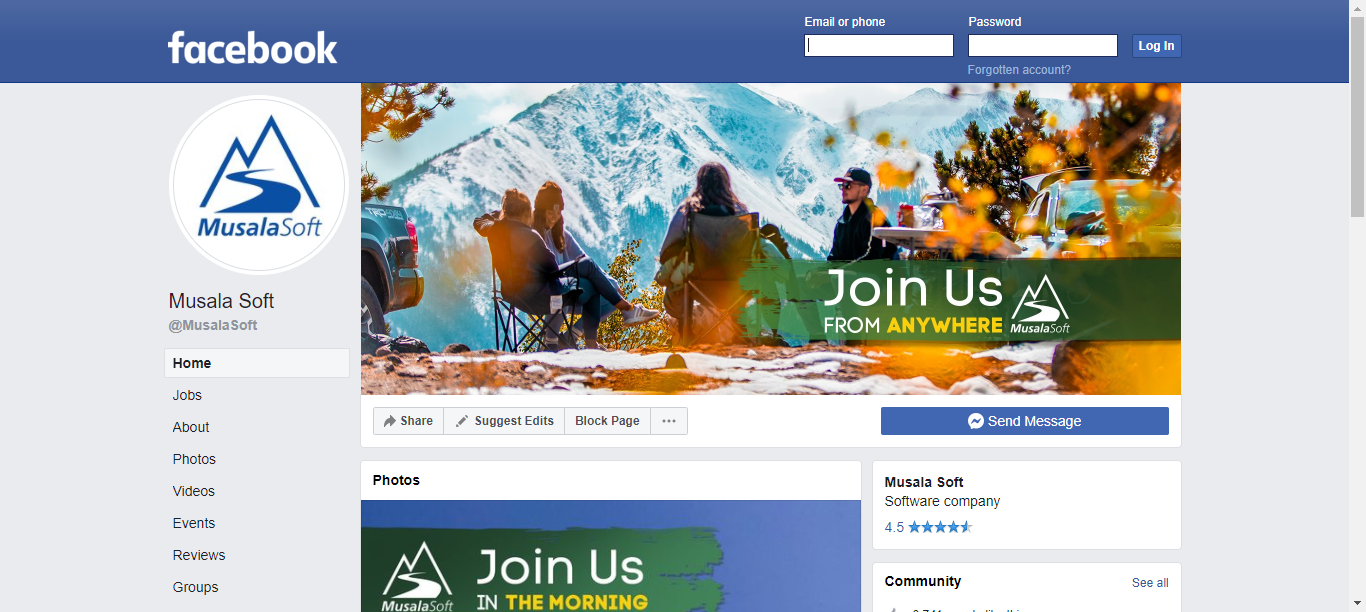 facebook
Email or phone
Password
Log In
Forgotten account?
MusalaSoft
Musala Soft
@MusalaSoft
Home
Jobs
About
Photos
Videos
Events
Reviews
Groups
Join Us
FROM ANYWHERE
MusalaSoft
Share
Suggest Edits
Block Page
...
Send Message
Photos
MusalaSoft
Join Us
IN THE MORNING
Musala Soft
Software company
4.5
Community
See all